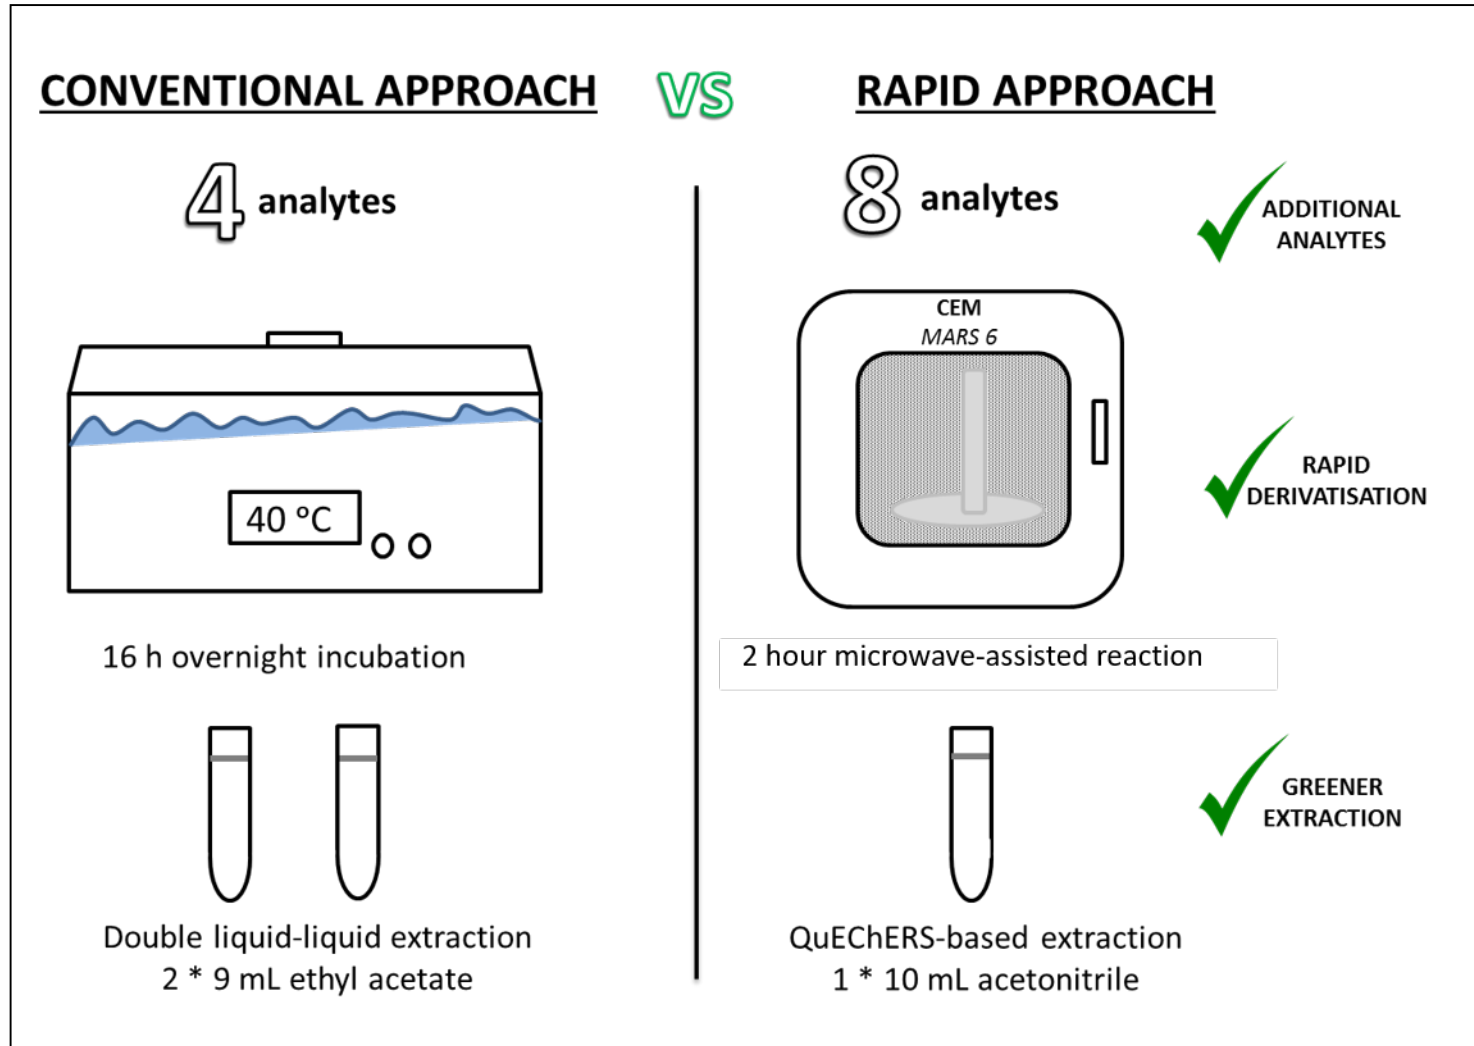 CONVENTIONAL APPROACH
VS
RAPID APPROACH
4 analytes
8 analytes
ADDITIONAL
ANALYTES
CEM
MARS 6
40 °C
RAPID
DERIVATISATION
16 h overnight incubation
2 hour microwave-assisted reaction
GREENER
EXTRACTION
Double liquid-liquid extraction
2 * 9 mL ethyl acetate
QuEChERS-based extraction
1 * 10 mL acetonitrile